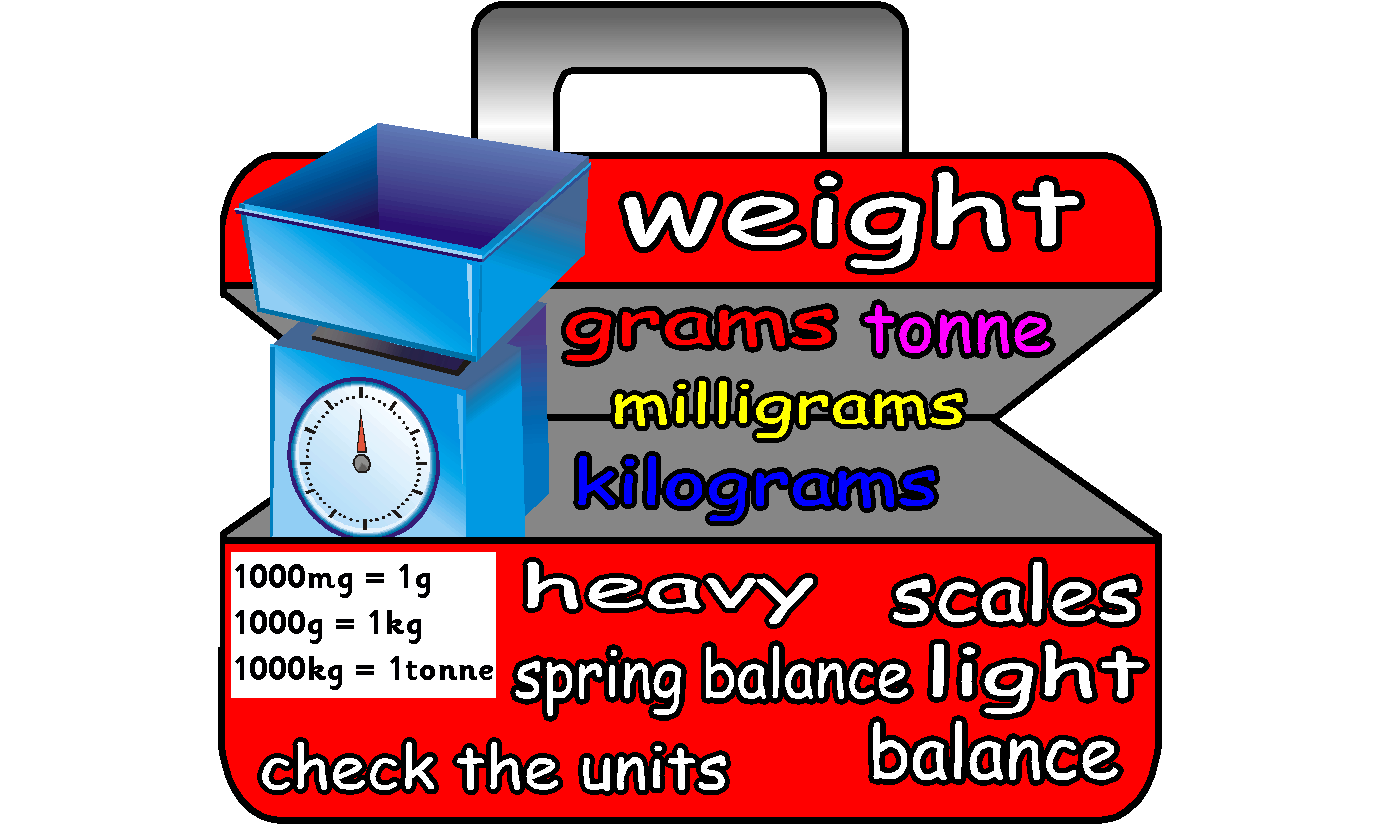 weight
grams tonne
milligrams
kilograms
1000mg = 1g
1000g = 1kg
1000kg = 1tonne
heavy scales
spring balance light
check the units balance